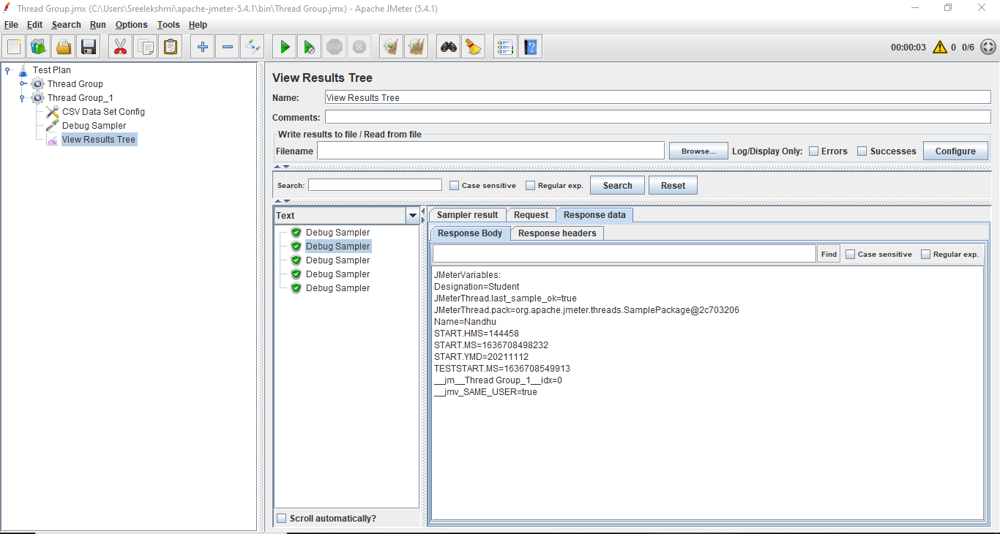 Thread Group.jmx (C:\Users\Sreelekshmi\apache-jmeter-5.4.1\bin\Thread Group.jmx) - Apache JMeter (5.4.1)
File Edit Search Run Options Tools Help
00:00:03 0 0/6
Test Plan
Thread Group
Thread Group_1
CSV Data Set Config
Debug Sampler
View Results Tree
View Results Tree
Name: View Results Tree
Comments:
Write results to file / Read from file
Filename Browse... Log/Display Only: Errors Successes Configure
Search: Case sensitive Regular exp. Search Reset
Text
Debug Sampler
Debug Sampler
Debug Sampler
Debug Sampler
Debug Sampler
Scroll automatically?
Sampler result Request Response data
Response Body Response headers
Find Case sensitive Regular exp.
JMeterVariables:
Designation=Student
JMeterThread.last_sample_ok=true
JMeterThread.pack=org.apache.jmeter.threads.SamplePackage@2c703206
Name=Nandhu
START.HMS=144458
START.MS=1636708498232
START.YMD=20211112
TESTSTART.MS=1636708549913
__jm__Thread Group_1__idx=0
__jmv_SAME_USER=true